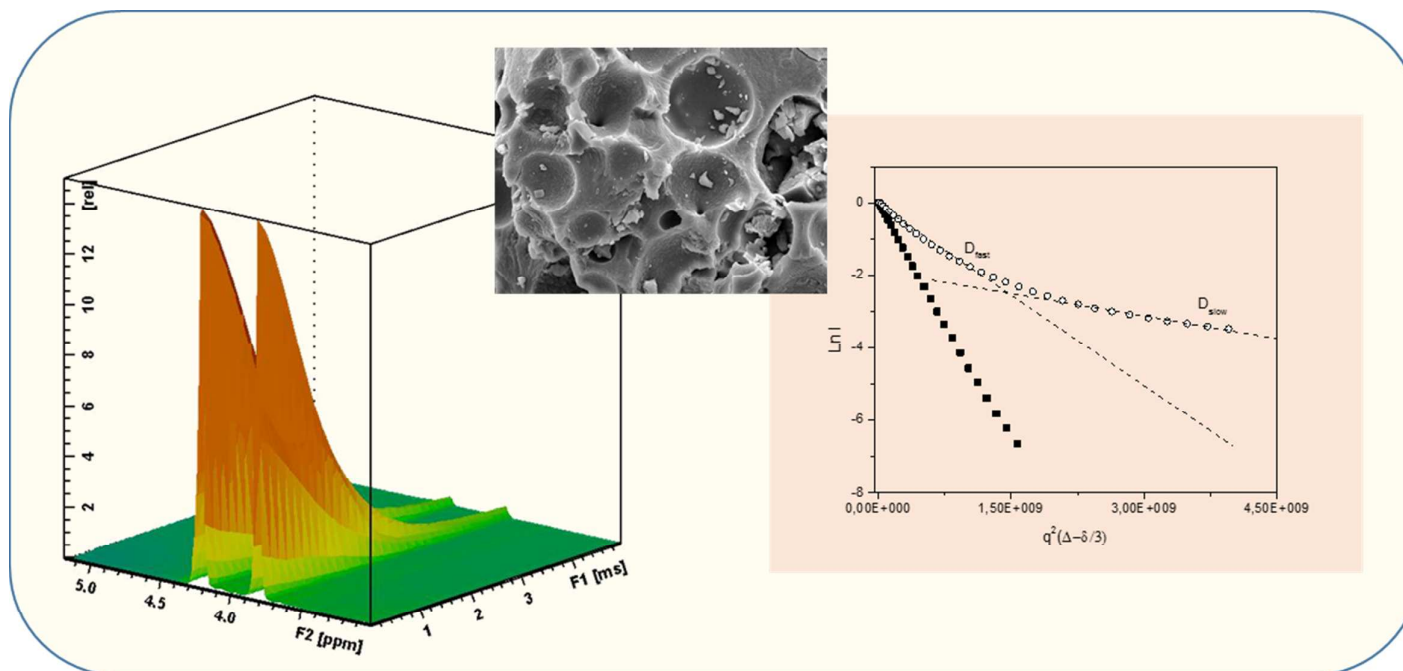 [rel]
12
10
8
6
4
2
5.0
4.5
4.0
F2 [ppm]
1
2
3
F1 [ms]
0
-2
-4
-6
-8
Ln I
D_fast
D_slow
0,00E+000
1,50E+009
3,00E+009
4,50E+009
q²(Δ−δ/3)